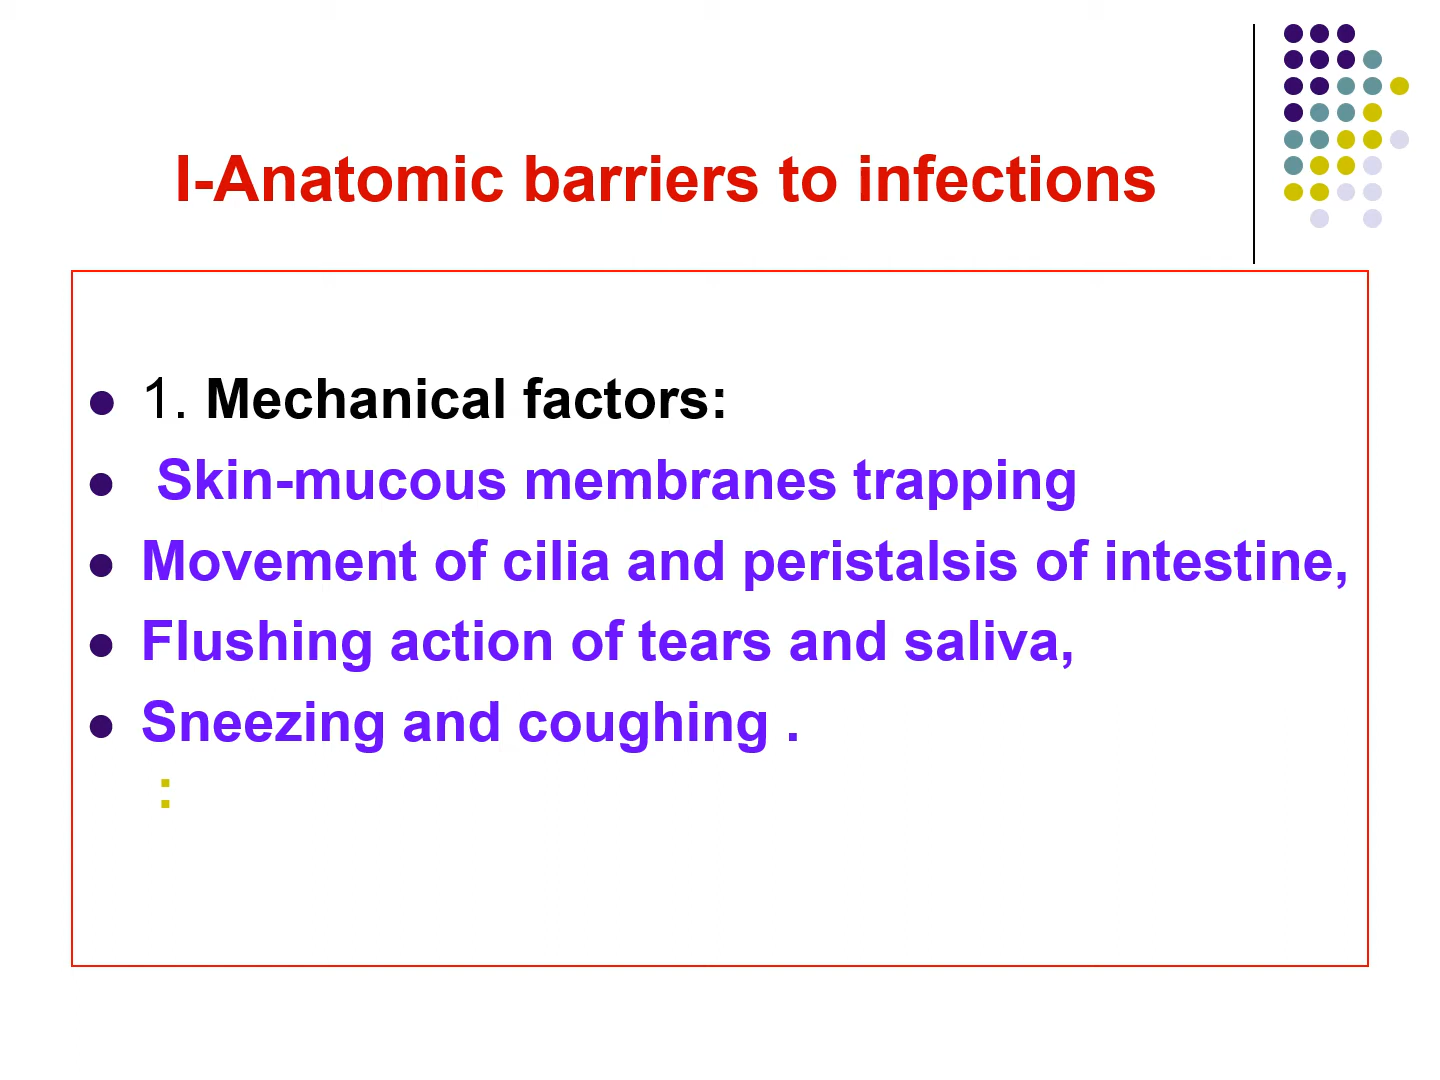 I-Anatomic barriers to infections
● 1. Mechanical factors:
● Skin-mucous membranes trapping
● Movement of cilia and peristalsis of intestine,
● Flushing action of tears and saliva,
● Sneezing and coughing .
: